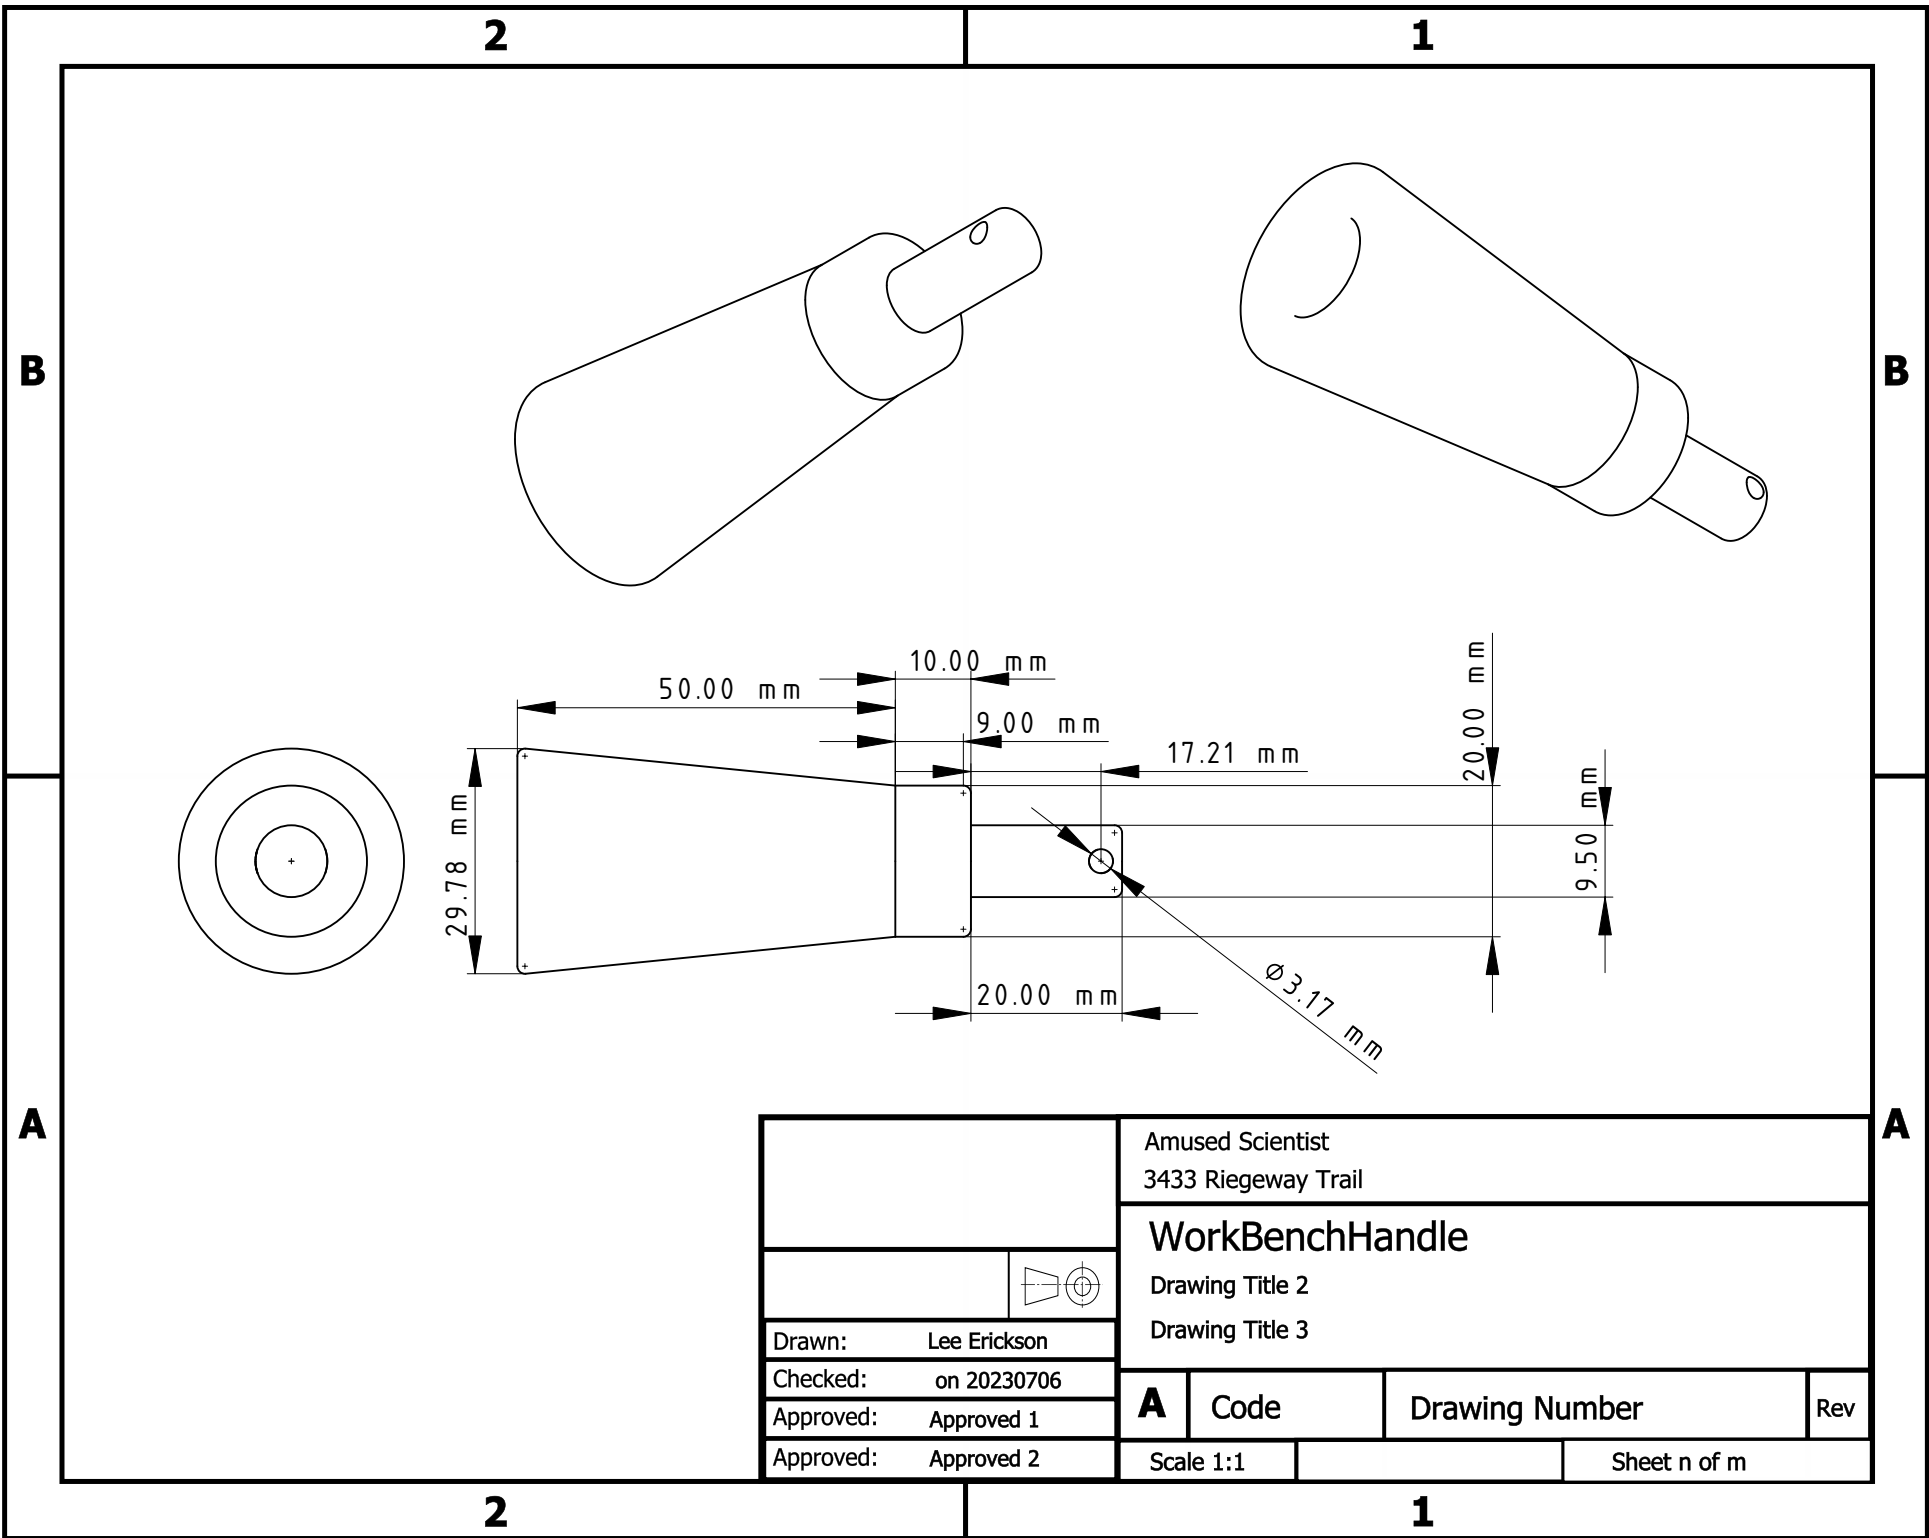 2 1
B B
10.00 mm
50.00 mm
9.00 mm
17.21 mm
20.00 mm
9.50 mm
29.78 mm
20.00 mm
⌀3.17 mm
A A
Amused Scientist
3433 Riegeway Trail
WorkBenchHandle
Drawing Title 2
Drawing Title 3
Drawn: Lee Erickson
Checked: on 20230706
Approved: Approved 1
Approved: Approved 2
A Code Drawing Number Rev
Scale 1:1 Sheet n of m
2 1